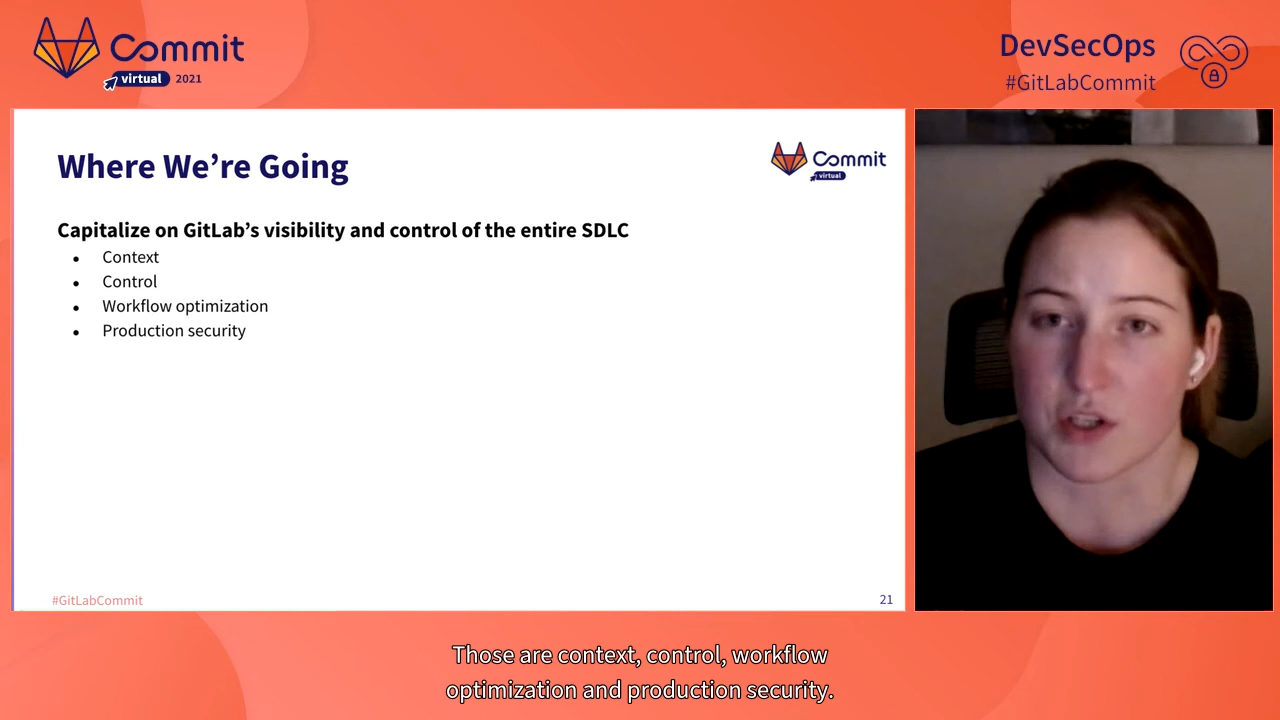 Commit
virtual 2021
DevSecOps
#GitLabCommit
Where We’re Going
Commit
virtual
Capitalize on GitLab’s visibility and control of the entire SDLC
● Context
● Control
● Workflow optimization
● Production security
#GitLabCommit
21
Those are context, control, workflow
optimization and production security.